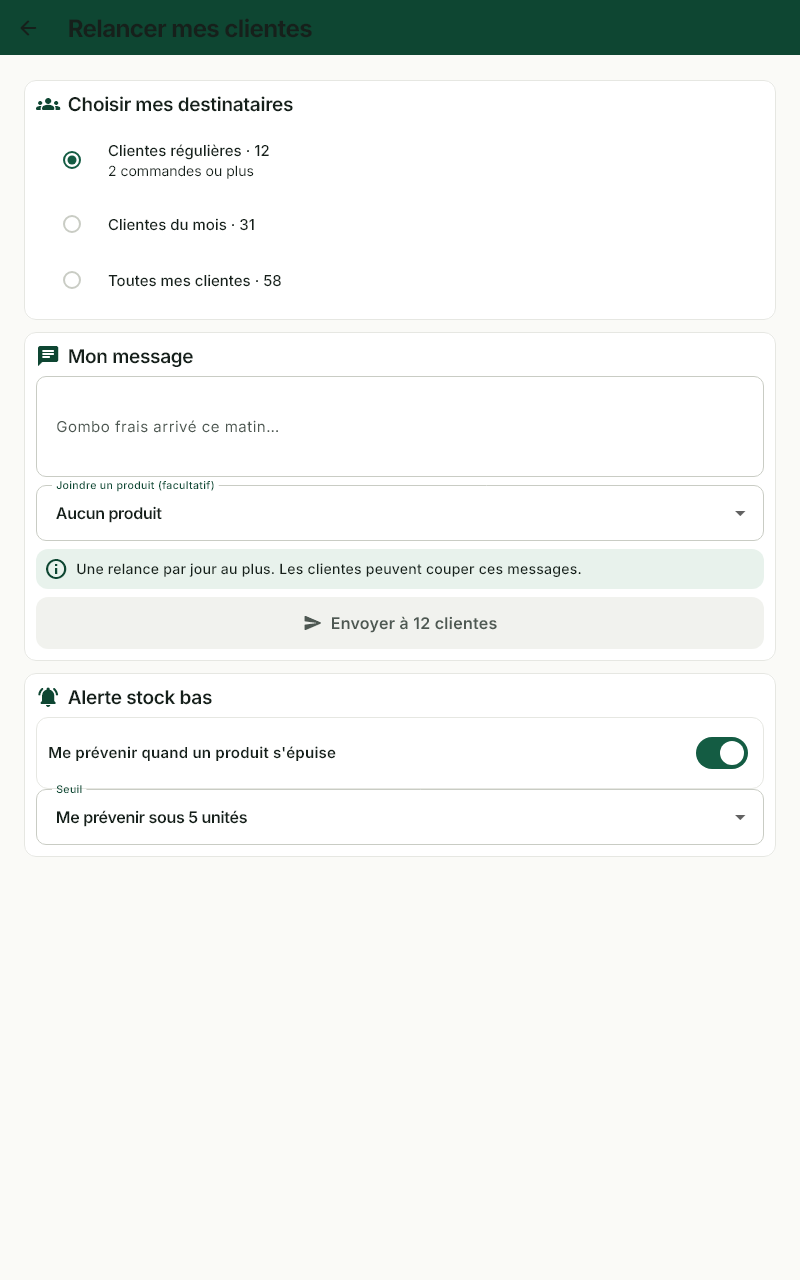 Relancer mes clientes
Choisir mes destinataires
Clientes régulières · 12
2 commandes ou plus
Clientes du mois · 31
Toutes mes clientes · 58
Mon message
Gombo frais arrivé ce matin...
Joindre un produit (facultatif)
Aucun produit
Une relance par jour au plus. Les clientes peuvent couper ces messages.
Envoyer à 12 clientes
Alerte stock bas
Me prévenir quand un produit s'épuise
Seuil
Me prévenir sous 5 unités